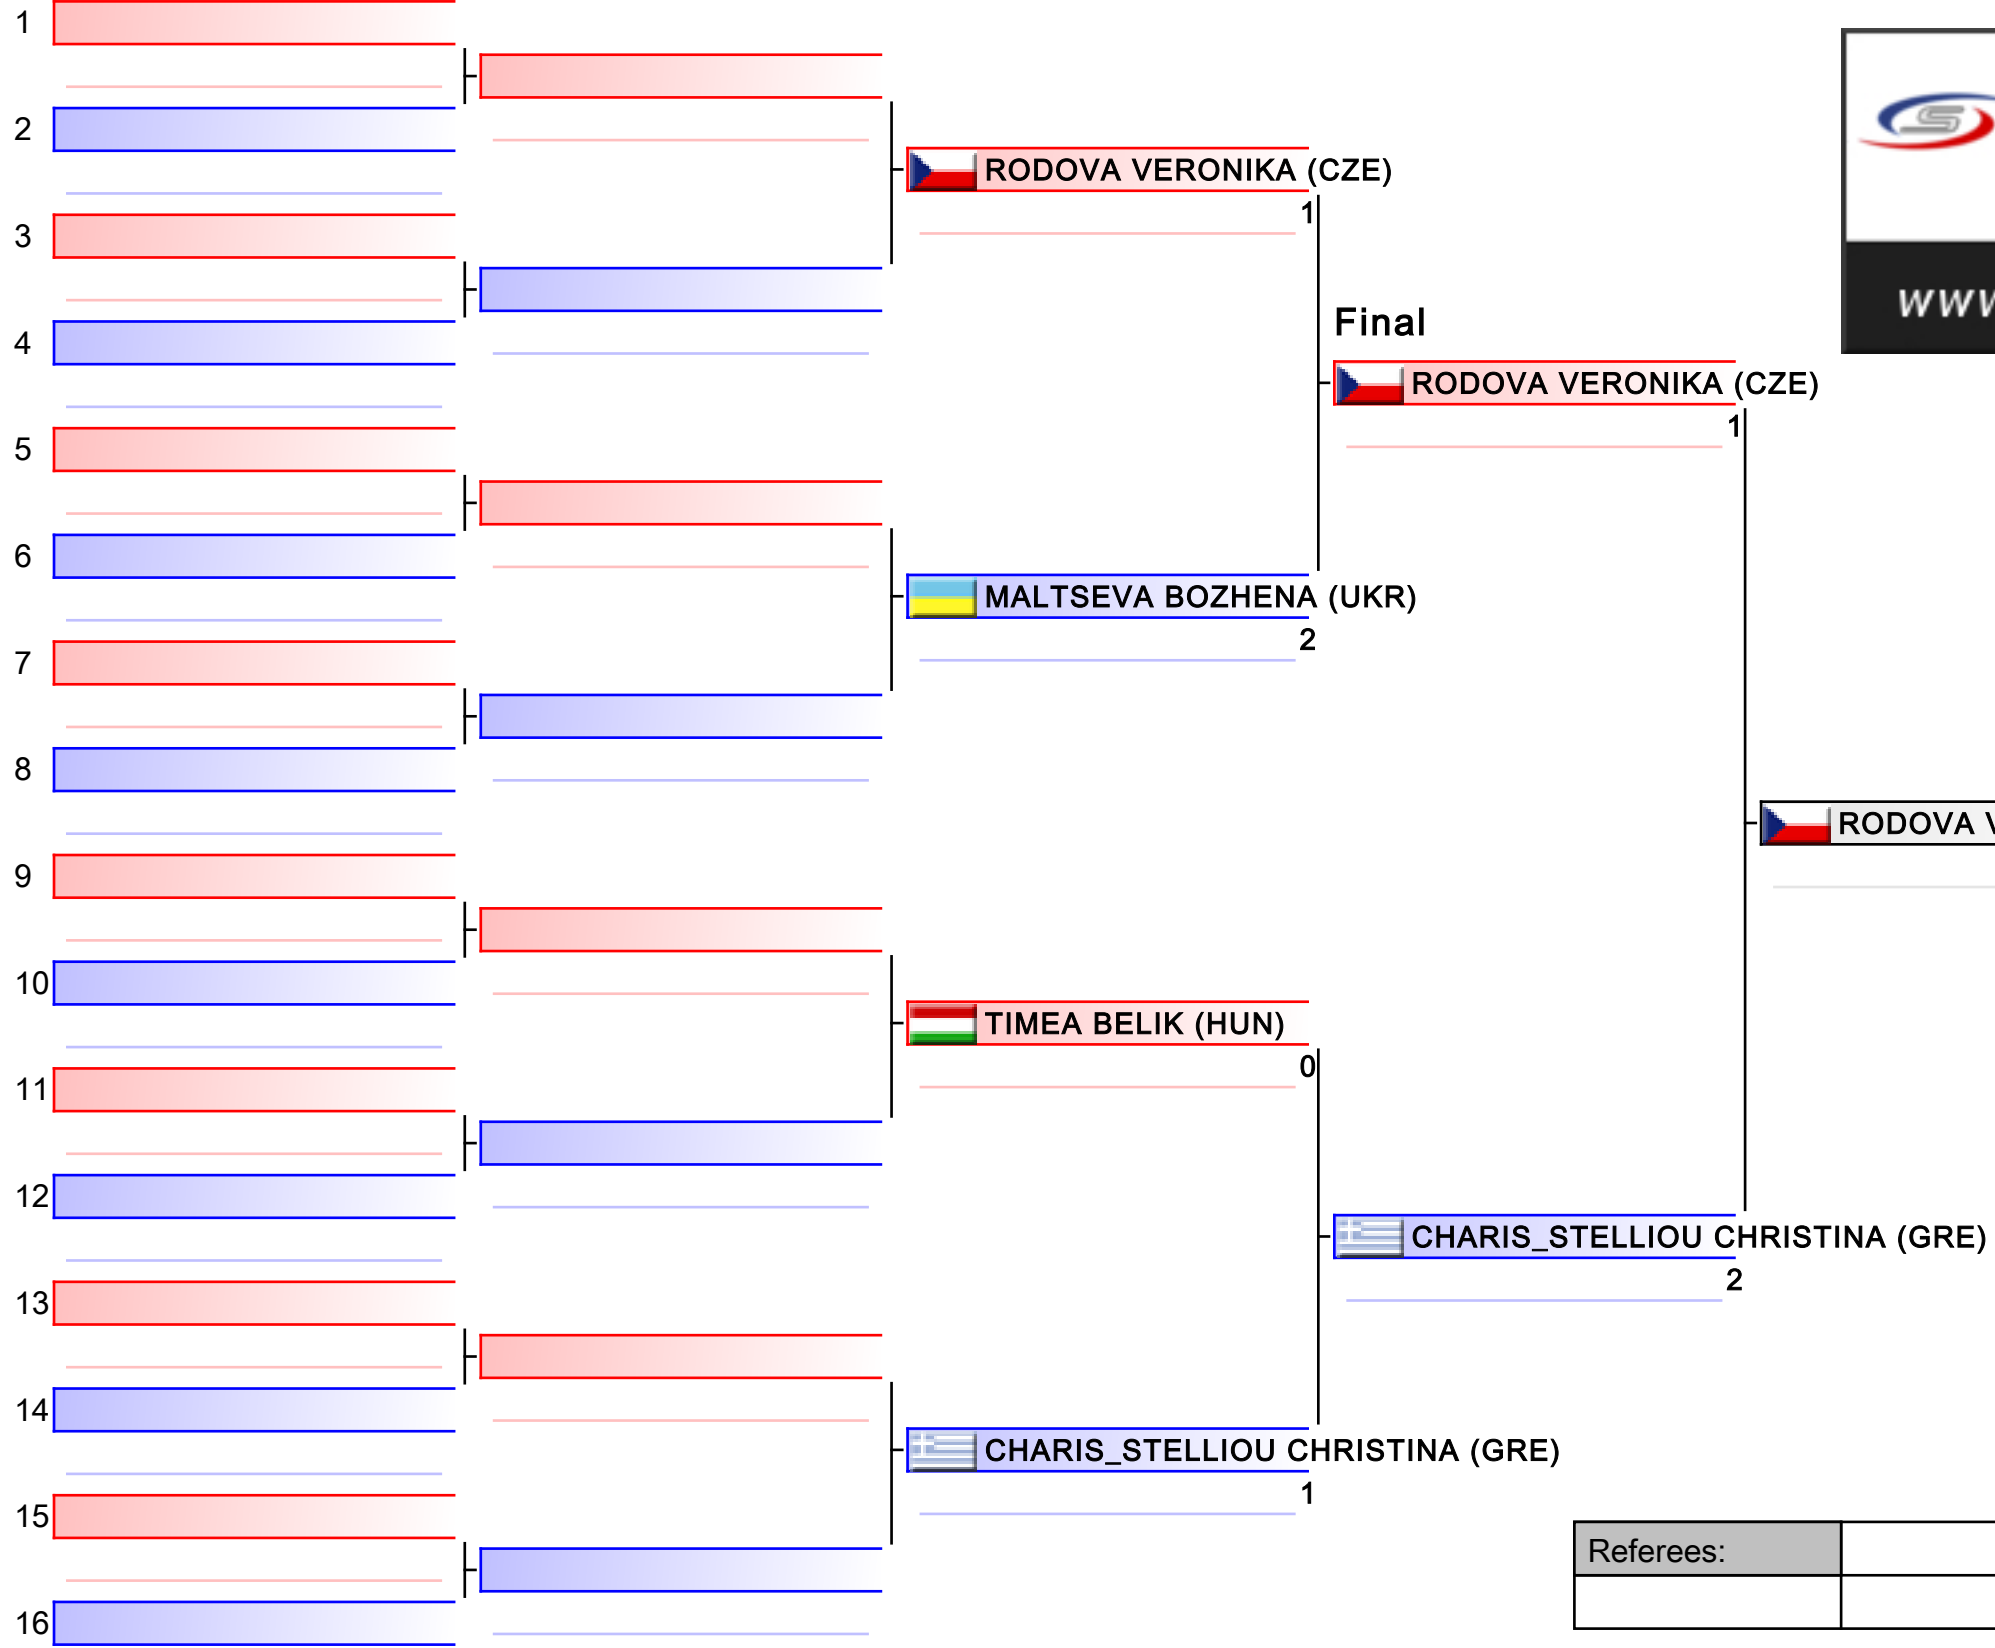 1
2
RODOVA VERONIKA (CZE)
1
3
WWW
4
Final
RODOVA VERONIKA (CZE)
1
5
6
MALTSEVA BOZHENA (UKR)
2
7
8
RODOVA V
9
10
TIMEA BELIK (HUN)
0
11
12
CHARIS_STELLIOU CHRISTINA (GRE)
2
13
14
CHARIS_STELLIOU CHRISTINA (GRE)
1
15
Referees:
16